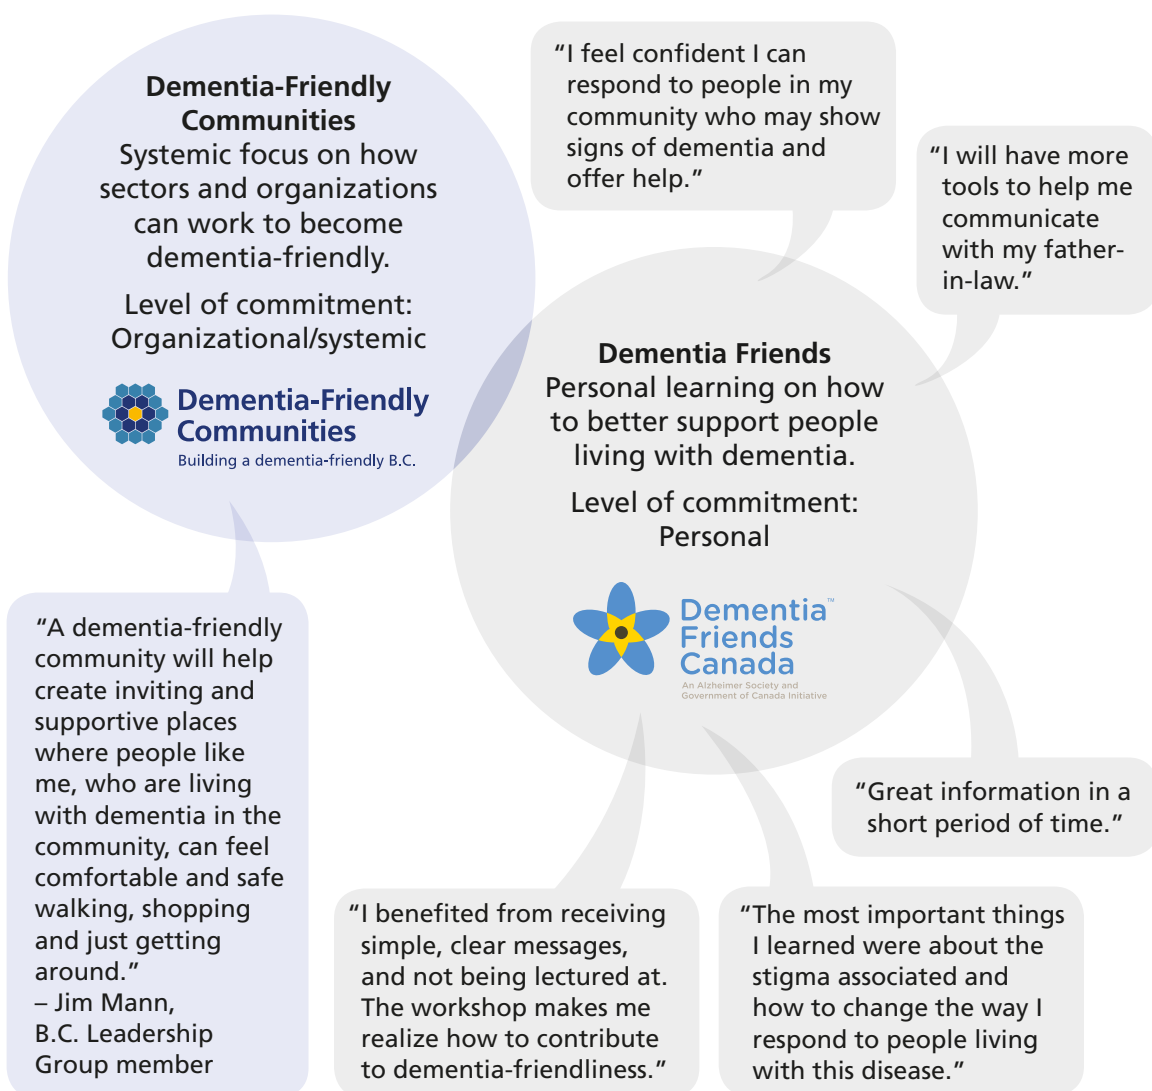 Dementia-Friendly
Communities
Systemic focus on how
sectors and organizations
can work to become
dementia-friendly.
Level of commitment:
Organizational/systemic
Dementia-Friendly
Communities
Building a dementia-friendly B.C.
“A dementia-friendly
community will help
create inviting and
supportive places
where people like
me, who are living
with dementia in the
community, can feel
comfortable and safe
walking, shopping
and just getting
around.”
– Jim Mann,
B.C. Leadership
Group member
“I feel confident I can
respond to people in my
community who may show
signs of dementia and
offer help.”
“I will have more
tools to help me
communicate
with my father-
in-law.”
Dementia Friends
Personal learning on how
to better support people
living with dementia.
Level of commitment:
Personal
Dementia™
Friends
Canada
An Alzheimer Society and
Government of Canada Initiative
“Great information in a
short period of time.”
“I benefited from receiving
simple, clear messages,
and not being lectured at.
The workshop makes me
realize how to contribute
to dementia-friendliness.”
“The most important things
I learned were about the
stigma associated and
how to change the way I
respond to people living
with this disease.”